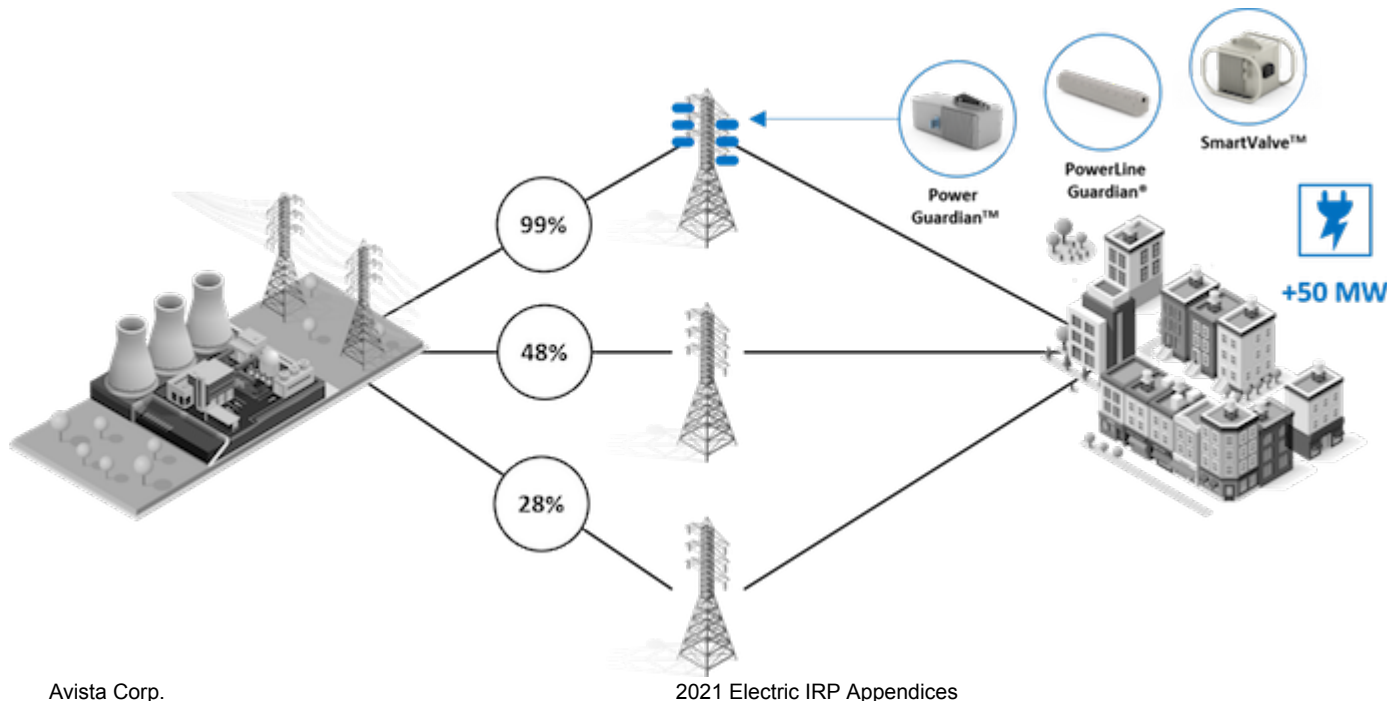 SmartValve™
PowerLine
Guardian®
Power
Guardian™
99%
+50 MW
48%
28%
Avista Corp.
2021 Electric IRP Appendices